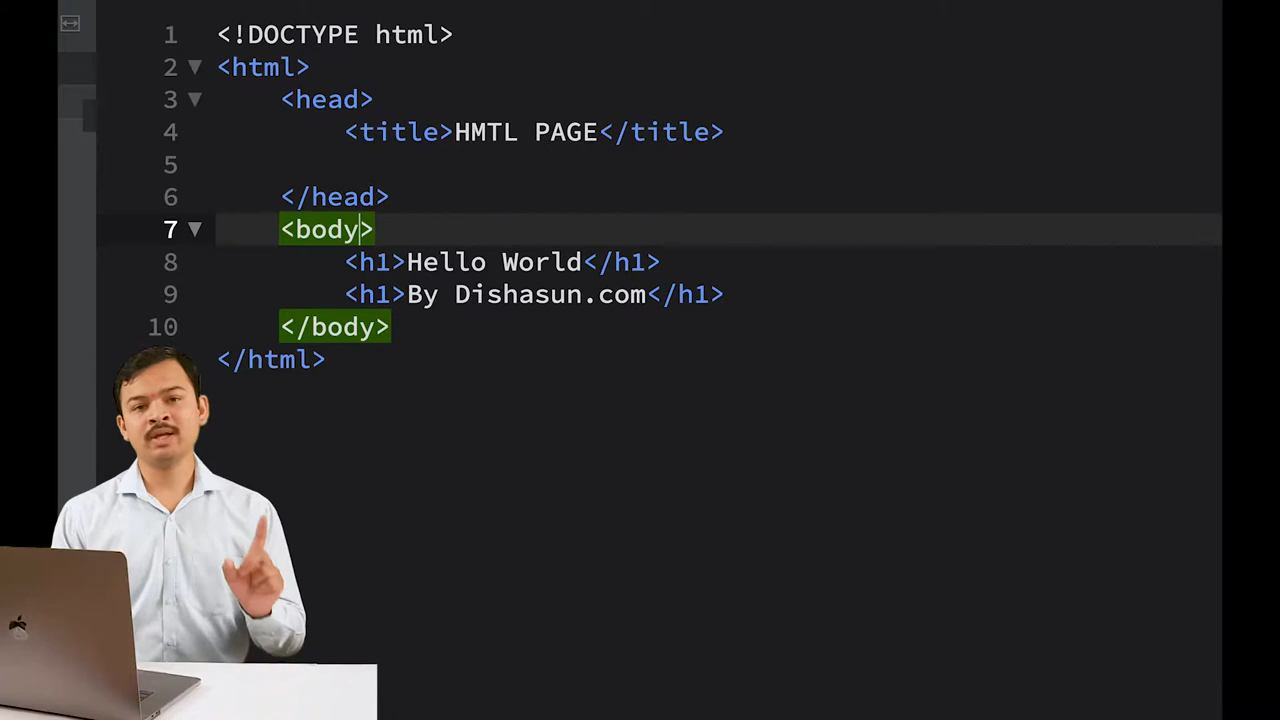 1 <!DOCTYPE html>
2 <html>
3 <head>
4 <title>HMTL PAGE</title>
5
6 </head>
7 <body>
8 <h1>Hello World</h1>
9 <h1>By Dishasun.com</h1>
10 </body>
</html>